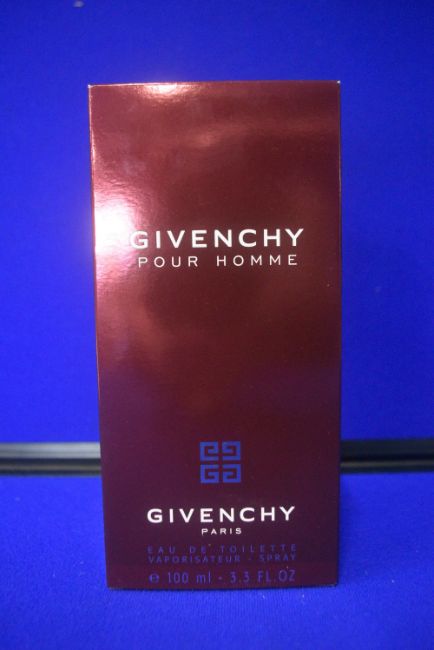 GIVENCHY
POUR HOMME
GIVENCHY
PARIS
EAU DE TOILETTE
VAPORISATEUR - SPRAY
e 100 ml - 3.3 FL.OZ